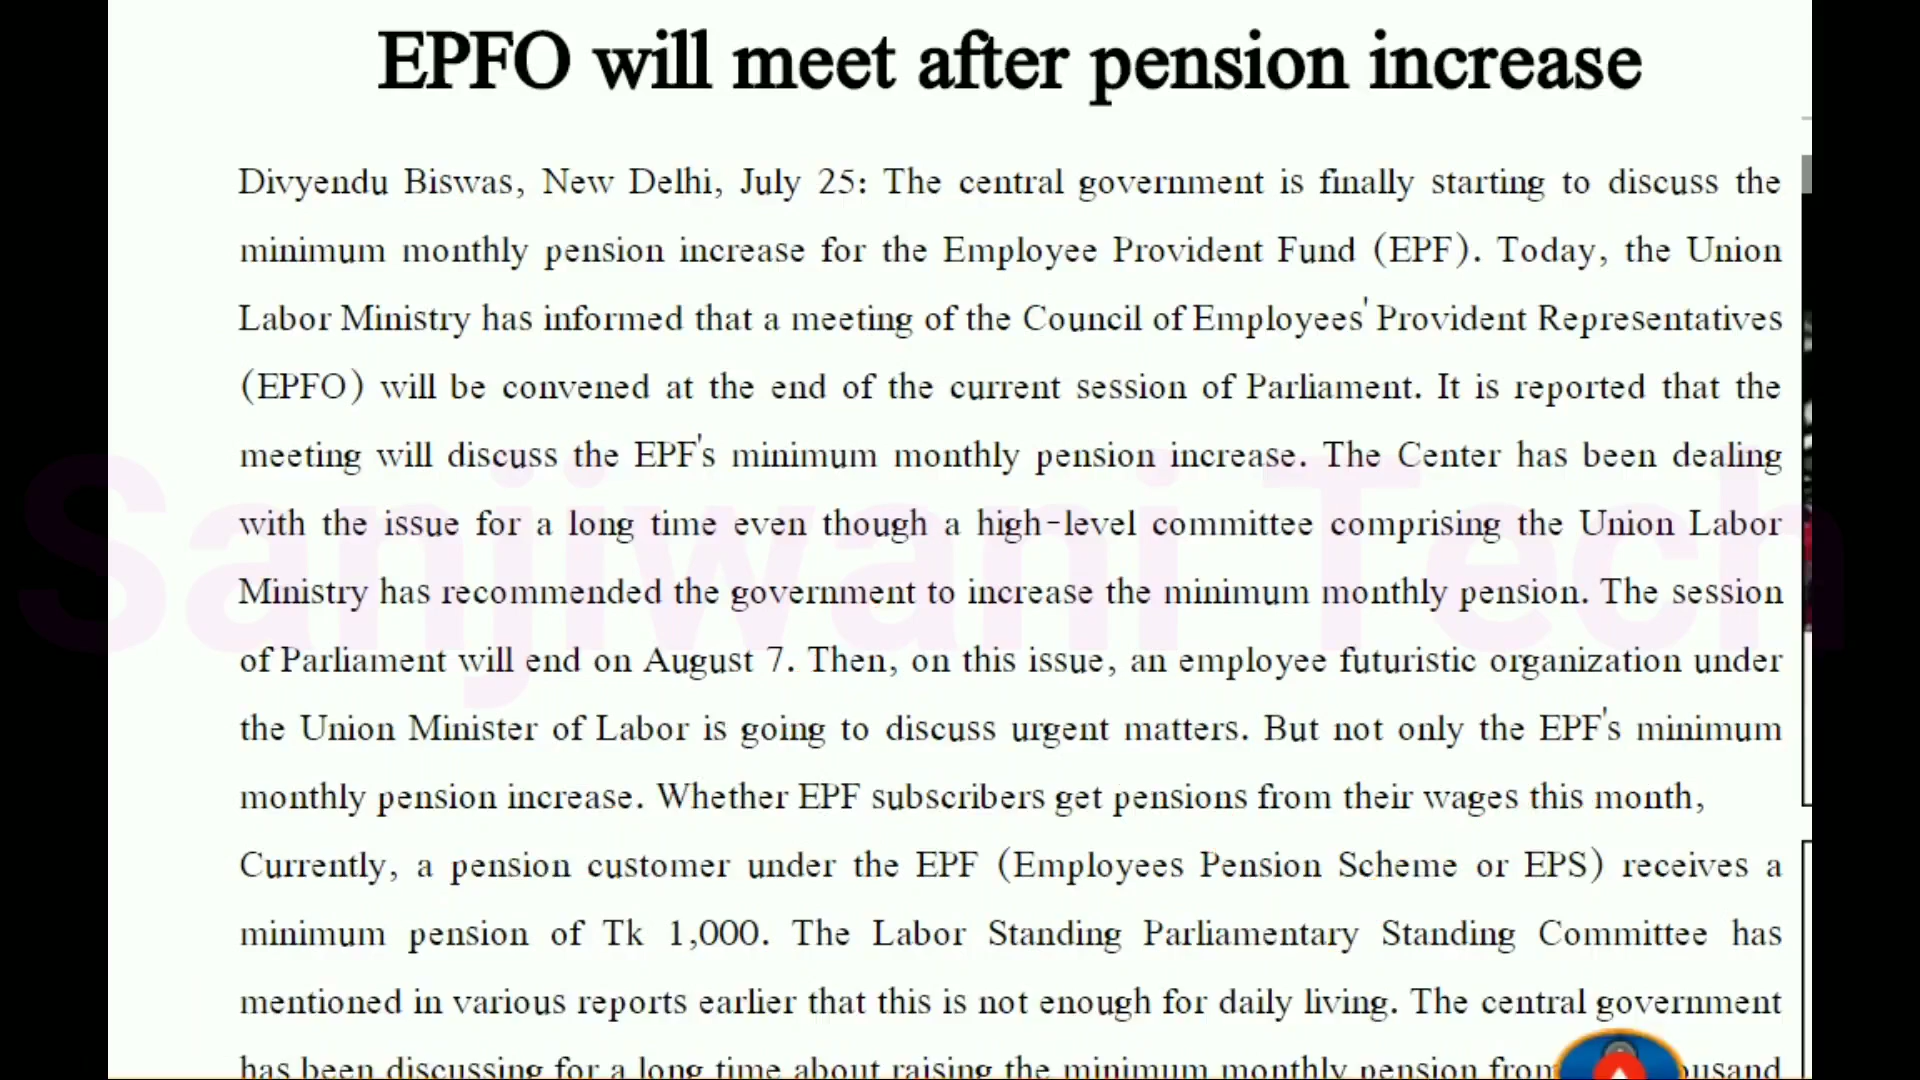 EPFO will meet after pension increase
Divyendu Biswas, New Delhi, July 25: The central government is finally starting to discuss the
minimum monthly pension increase for the Employee Provident Fund (EPF). Today, the Union
Labor Ministry has informed that a meeting of the Council of Employees' Provident Representatives
(EPFO) will be convened at the end of the current session of Parliament. It is reported that the
meeting will discuss the EPF's minimum monthly pension increase. The Center has been dealing
with the issue for a long time even though a high-level committee comprising the Union Labor
Ministry has recommended the government to increase the minimum monthly pension. The session
of Parliament will end on August 7. Then, on this issue, an employee futuristic organization under
the Union Minister of Labor is going to discuss urgent matters. But not only the EPF's minimum
monthly pension increase. Whether EPF subscribers get pensions from their wages this month,
Currently, a pension customer under the EPF (Employees Pension Scheme or EPS) receives a
minimum pension of Tk 1,000. The Labor Standing Parliamentary Standing Committee has
mentioned in various reports earlier that this is not enough for daily living. The central government
has been discussing for a long time about raising the minimum monthly pension from
Sanjiwani Tech